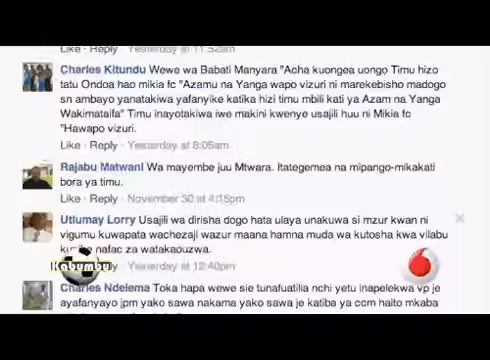 Like · Reply · Yesterday at 11:52am
Charles Kitundu Wewe wa Babati Manyara "Acha kuongea uongo Timu hizo
tatu Ondoa hao mikia fc "Azamu na Yanga wapo vizuri ni marekebisho madogo
sn ambayo yanatakiwa yafanyike katika hizi timu mbili kati ya Azam na Yanga
Wakimataifa" Timu inayotakiwa iwe makini kwenye usajili huu ni Mikia fc
"Hawapo vizuri.
Like · Reply · Yesterday at 8:05am
Rajabu Matwani Wa mayembe juu Mtwara. Itategemea na mipango-mikakati
bora ya timu.
Like · Reply · November 30 at 4:15pm
Utlumay Lorry Usajili wa dirisha dogo hata ulaya unakuwa si mzur kwan ni
vigumu kuwapata wachezaji wazur maana hamna muda wa kutosha kwa vilabu
nafac za watakaouzwa.
Reply · Yesterday at 12:40pm
Kabumbu
Charles Ndelema Toka hapa wewe sie tunafuatilia nchi yetu inapelekwa vp je
ayafanyayo jpm yako sawa nakama yako sawa je katiba ya ccm haito mkaba